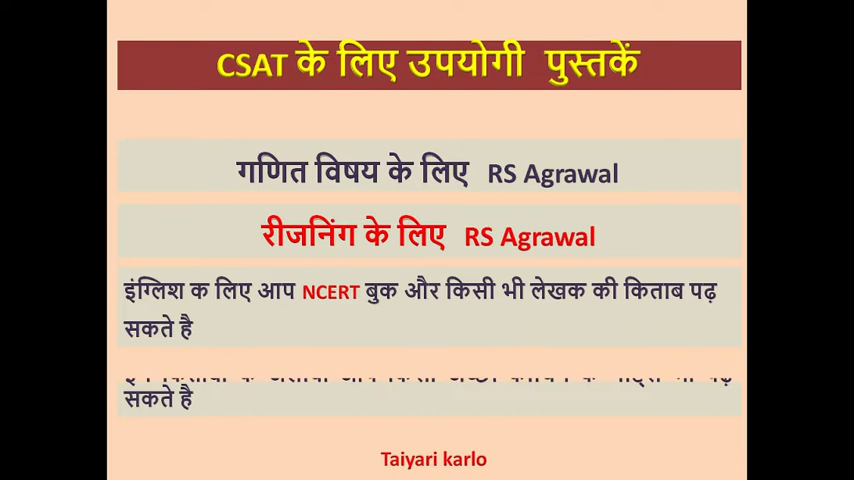 CSAT के लिए उपयोगी पुस्तकें
गणित विषय के लिए RS Agrawal
रीजनिंग के लिए RS Agrawal
इंग्लिश क लिए आप NCERT बुक और किसी भी लेखक की किताब पढ़
सकते है
सकते है
Taiyari karlo